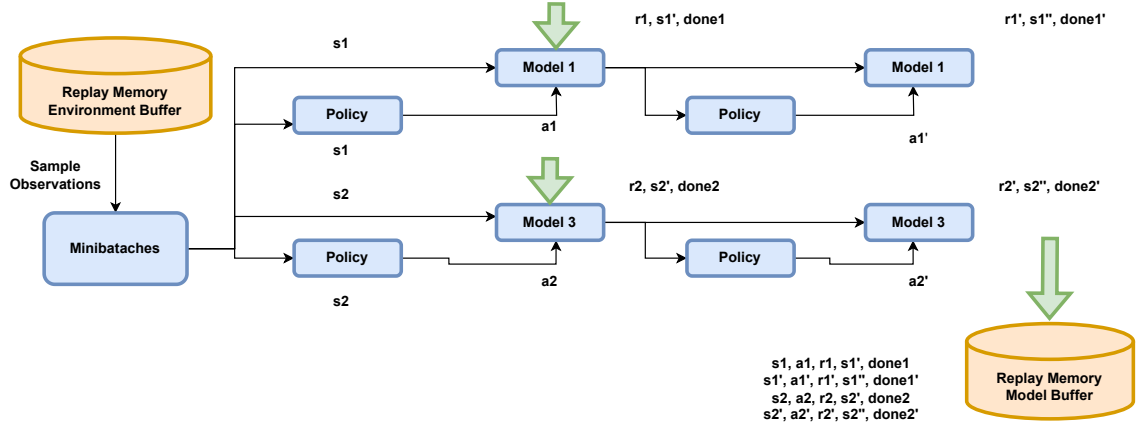 r1, s1', done1
r1', s1'', done1'
s1
Model 1
Model 1
Replay Memory
Environment Buffer
Policy
Policy
a1
a1'
s1
Sample
Observations
s2
r2, s2', done2
r2', s2'', done2'
Model 3
Model 3
Minibataches
Policy
Policy
a2
a2'
s2
s1, a1, r1, s1', done1
s1', a1', r1', s1'', done1'
s2, a2, r2, s2', done2
s2', a2', r2', s2'', done2'
Replay Memory
Model Buffer